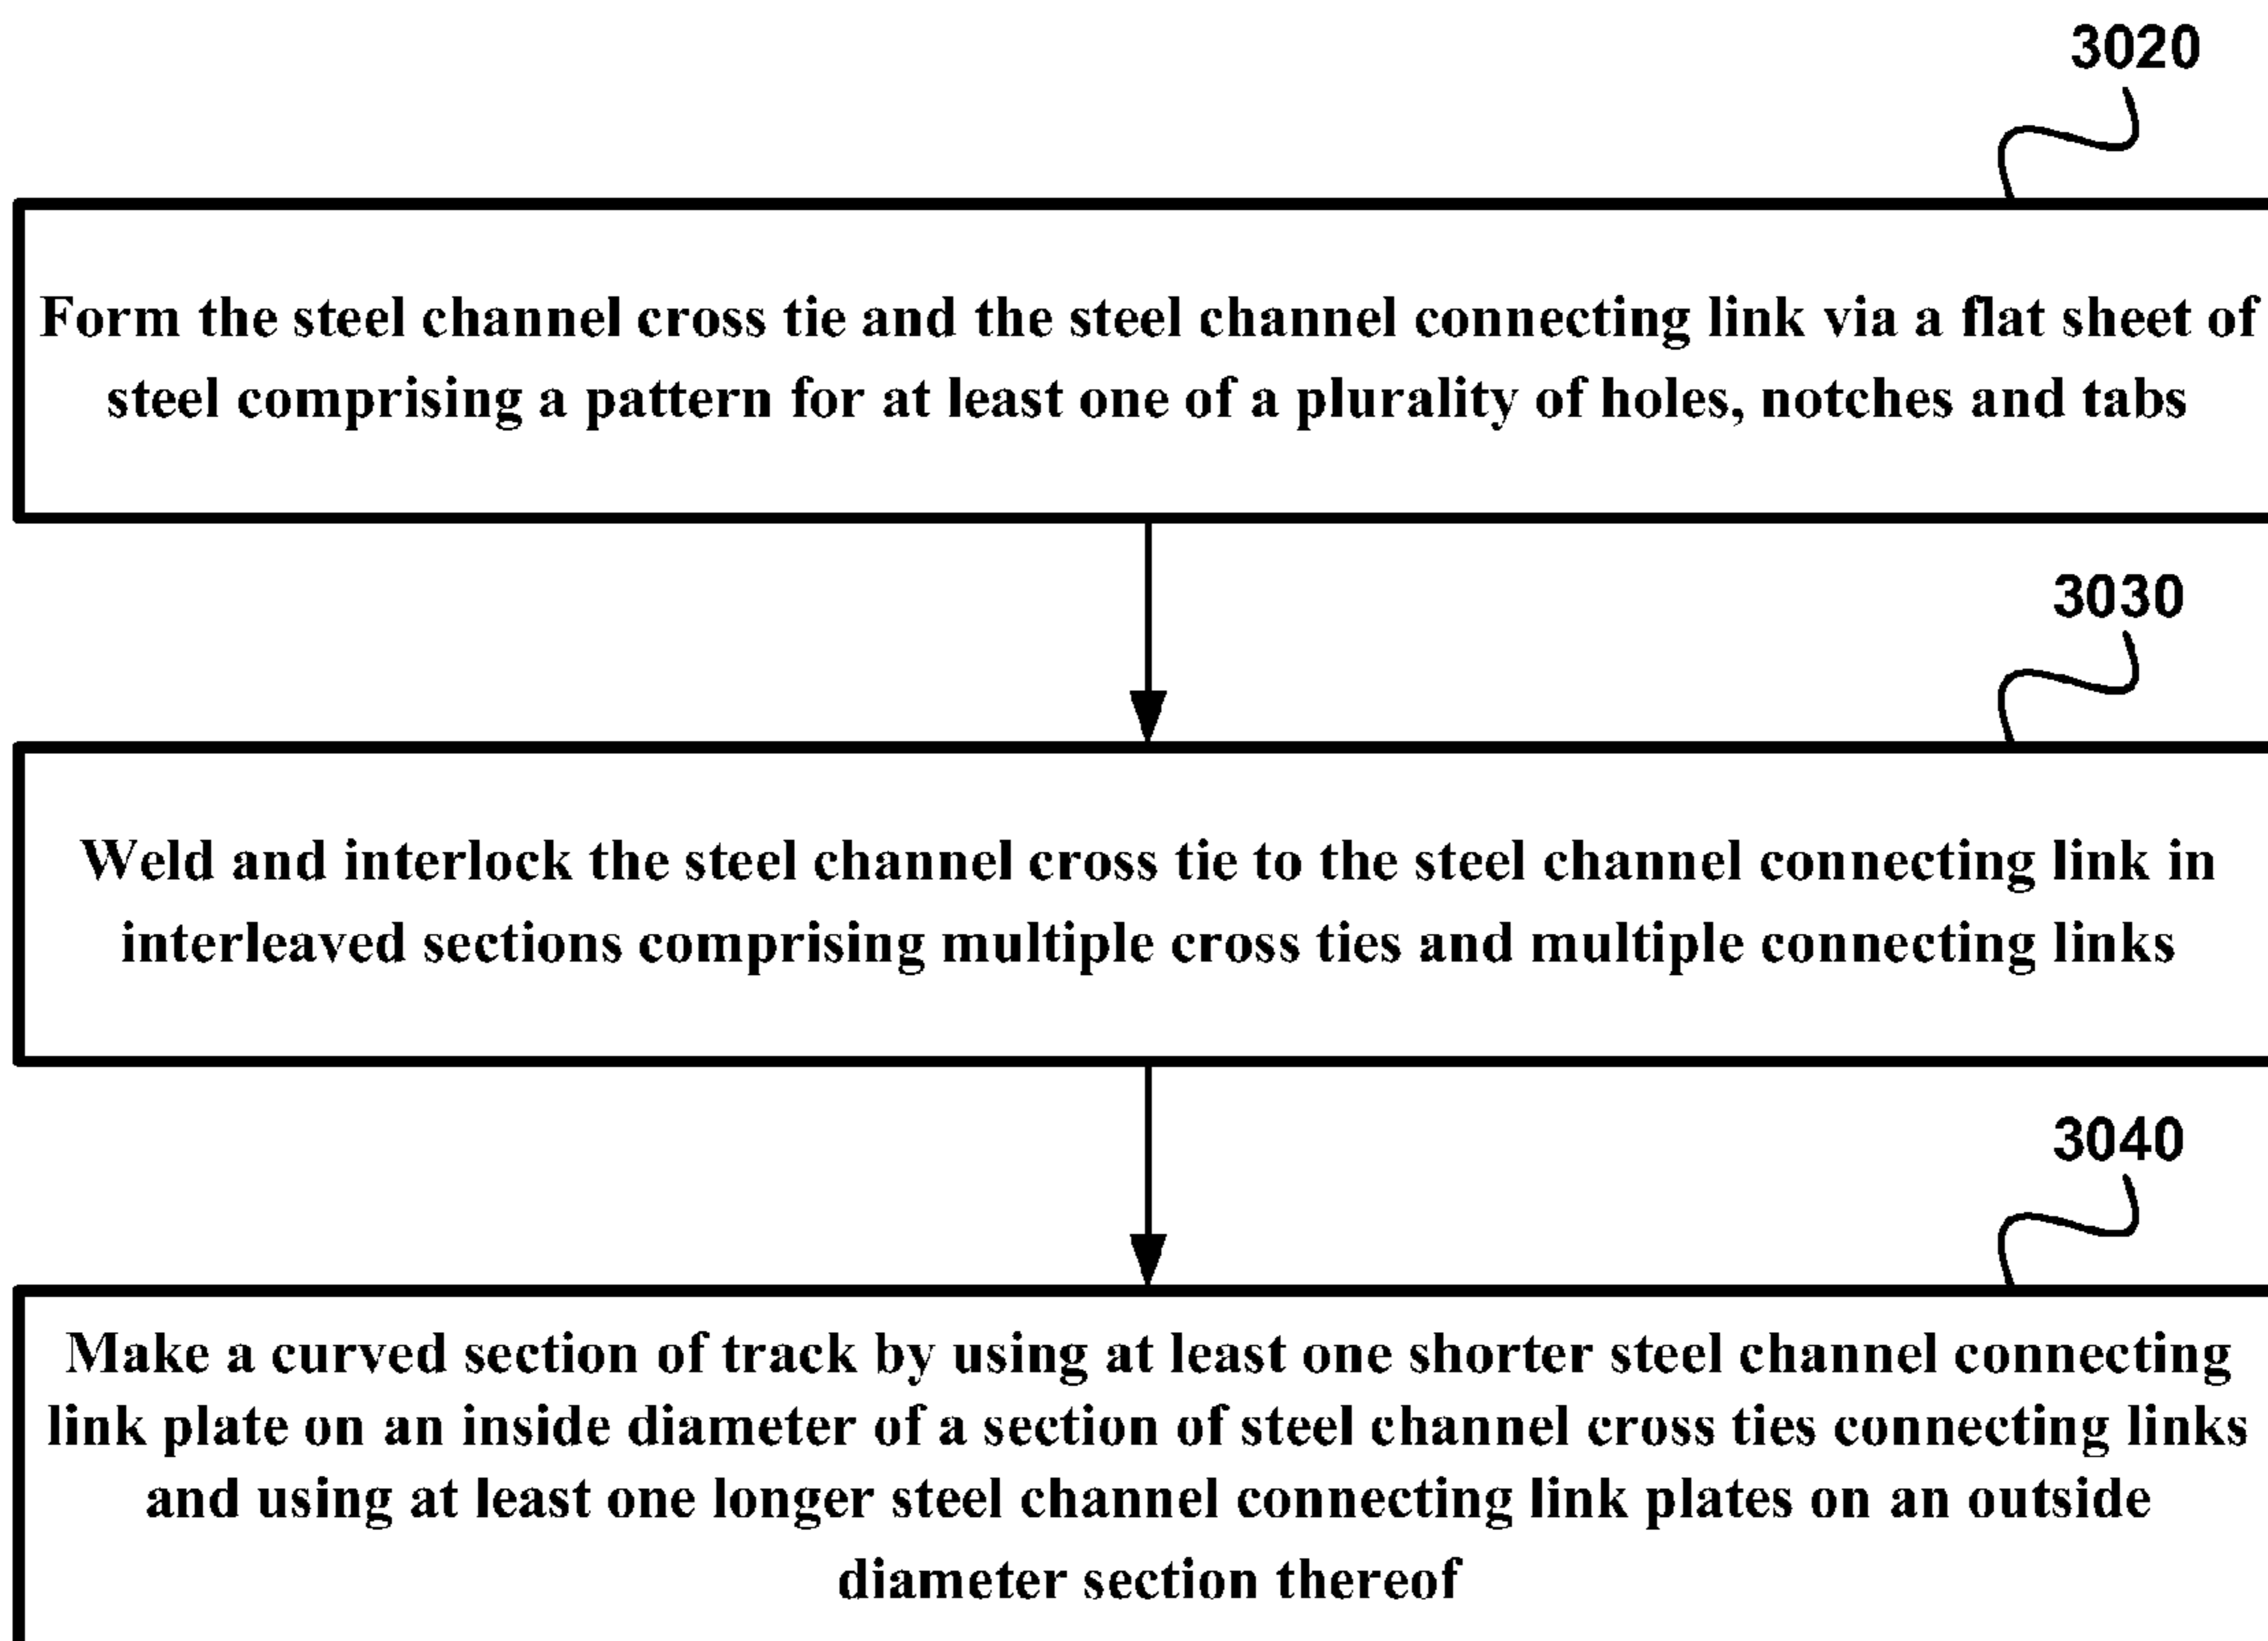 3020
Form the steel channel cross tie and the steel channel connecting link via a flat sheet of
steel comprising a pattern for at least one of a plurality of holes, notches and tabs
3030
Weld and interlock the steel channel cross tie to the steel channel connecting link in
interleaved sections comprising multiple cross ties and multiple connecting links
3040
Make a curved section of track by using at least one shorter steel channel connecting
link plate on an inside diameter of a section of steel channel cross ties connecting links
and using at least one longer steel channel connecting link plates on an outside
diameter section thereof